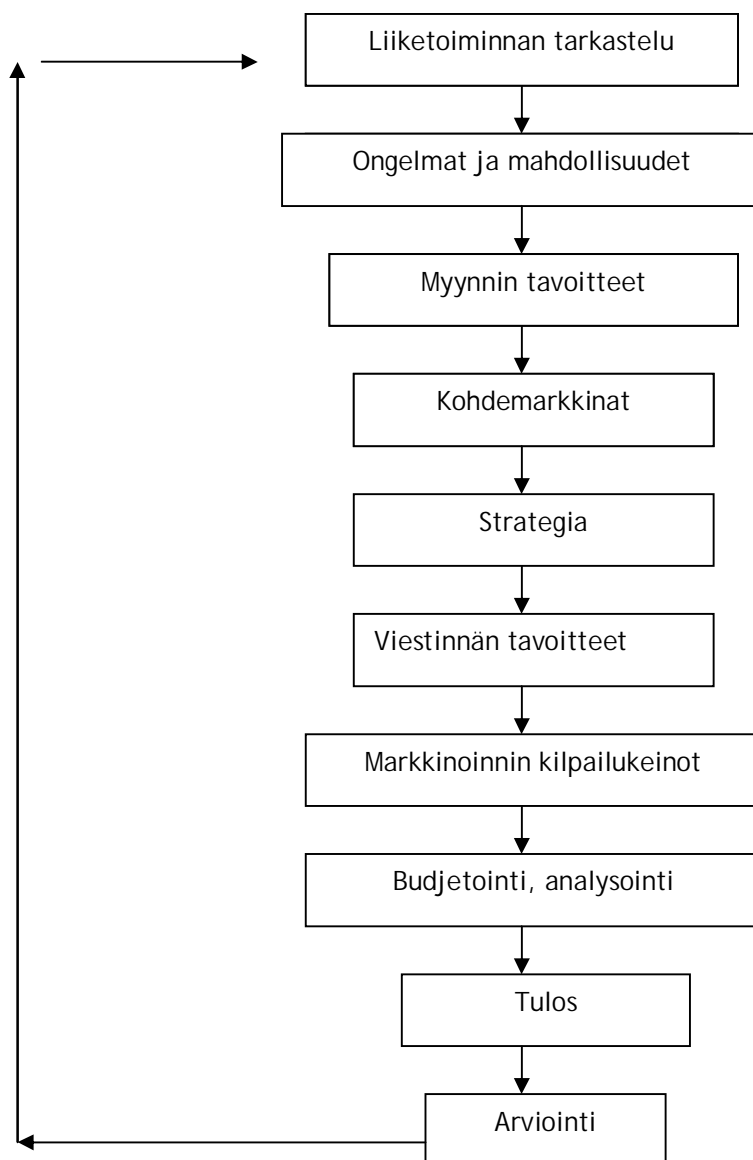 Liiketoiminnan tarkastelu
Ongelmat ja mahdollisuudet
Myynnin tavoitteet
Kohdemarkkinat
Strategia
Viestinnän tavoitteet
Markkinoinnin kilpailukeinot
Budjetointi, analysointi
Tulos
Arviointi